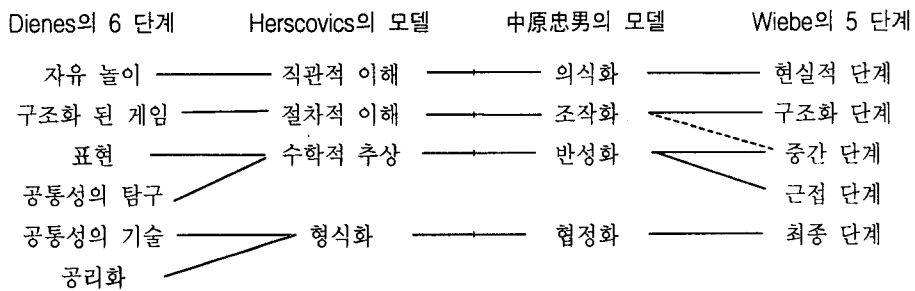 Dienes의 6 단계 Herscovics의 모델 中原忠男의 모델 Wiebe의 5 단계
자유 놀이 직관적 이해 의식화 현실적 단계
구조화 된 게임 절차적 이해 조작화 구조화 단계
표현 수학적 추상 반성화 중간 단계
공통성의 탐구 근접 단계
공통성의 기술 형식화 협정화 최종 단계
공리화